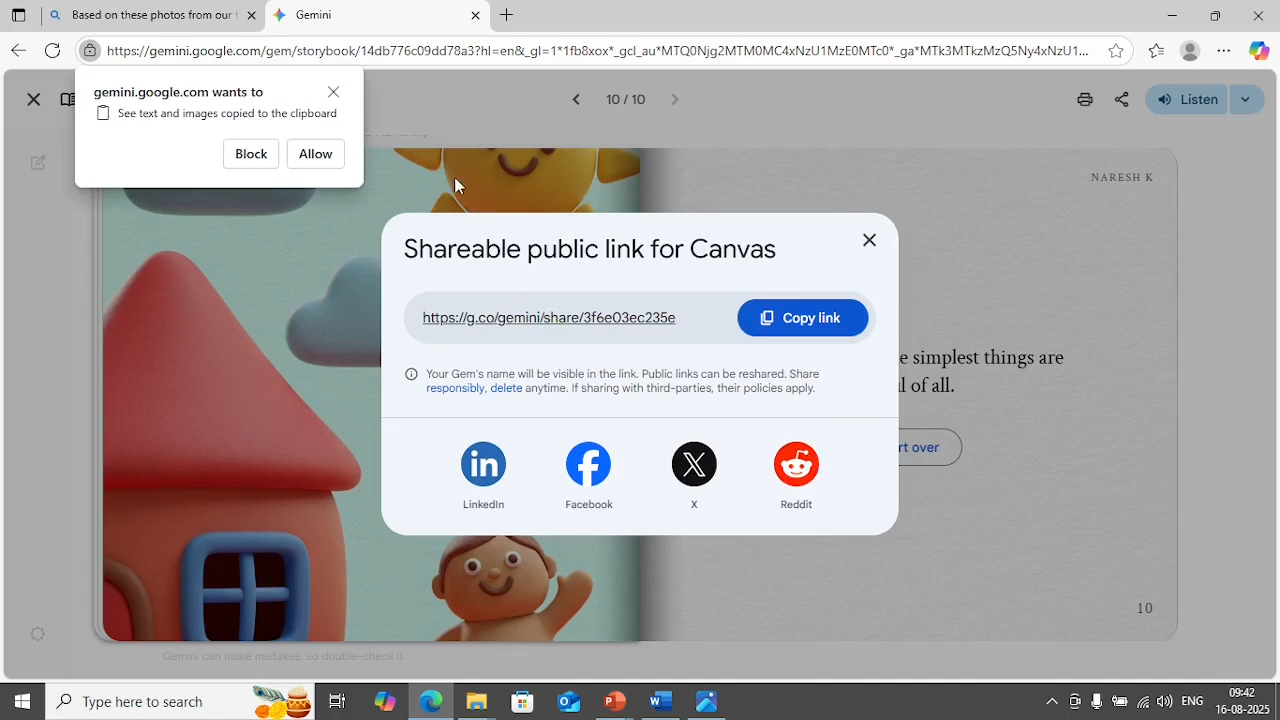 Based on these from our
Gemini
https://gemini.google.com/gem/storybook/14db776c09dd78a3?hl=en&_gl=1*1fb8xox*_gcl_au*MTQ0Njg2MTM0MC4xNzU1MzE0MTc0*_ga*MTk3MTkzMzQ5Ny4xNzU1...
gemini.google.com wants to
See text and images copied to the clipboard
Block
Allow
10 / 10
Listen
NARESH K
Shareable public link for Canvas
https://g.co/gemini/share/3f6e03ec235e
Copy link
Your Gem's name will be visible in the link. Public links can be reshared. Share
responsibly, delete anytime. If sharing with third-parties, their policies apply.
e simplest things are
l of all.
rt over
LinkedIn
Facebook
X
Reddit
10
Gemini can make mistakes, so double-check it
Type here to search
ENG
09:42
16-08-2025